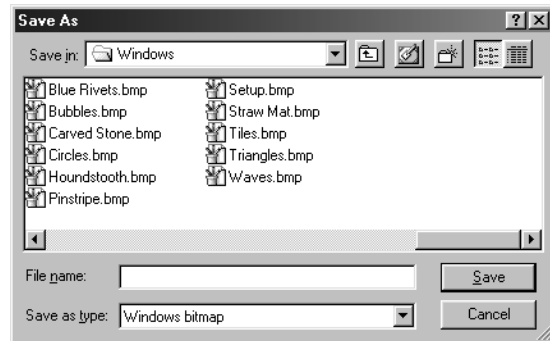 Save As
Save in: Windows
Blue Rivets.bmp
Bubbles.bmp
Carved Stone.bmp
Circles.bmp
Houndstooth.bmp
Pinstripe.bmp
Setup.bmp
Straw Mat.bmp
Tiles.bmp
Triangles.bmp
Waves.bmp
File name:
Save
Save as type: Windows bitmap
Cancel